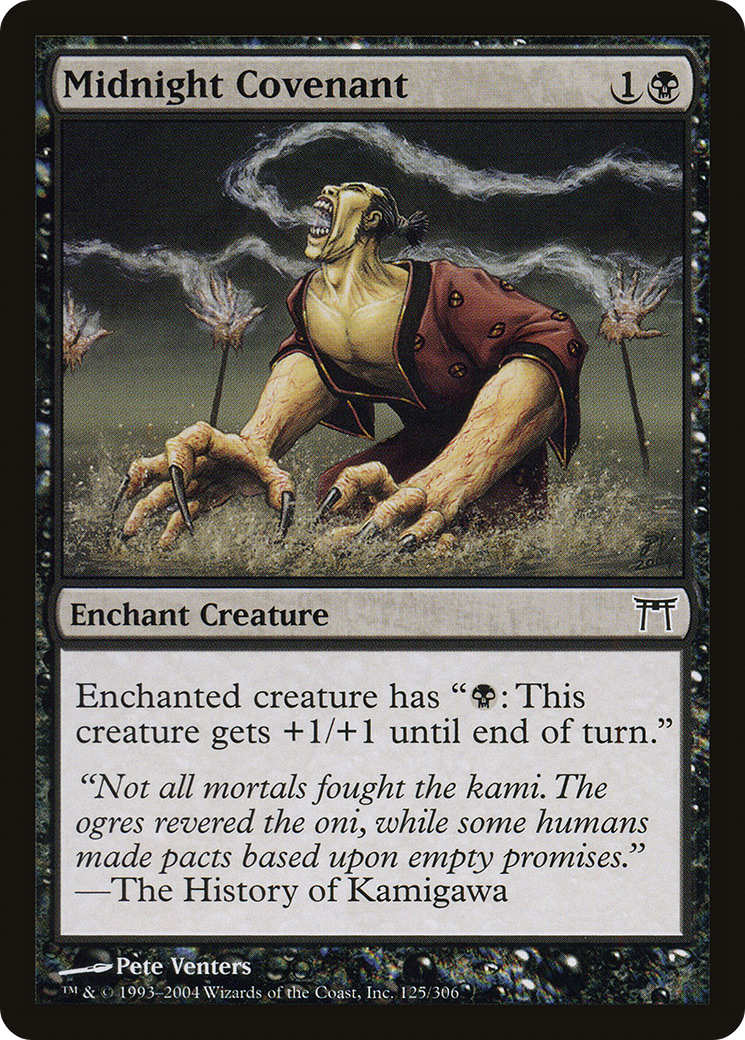 Midnight Covenant 1
Enchant Creature
Enchanted creature has “: This
creature gets +1/+1 until end of turn.”
“Not all mortals fought the kami. The
ogres revered the oni, while some humans
made pacts based upon empty promises.”
—The History of Kamigawa
Pete Venters
™ & © 1993–2004 Wizards of the Coast, Inc. 125/306